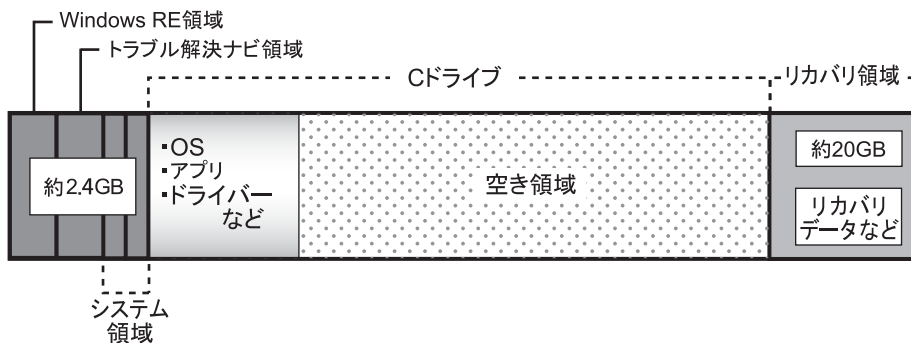 Windows RE領域
トラブル解決ナビ領域
Cドライブ
リカバリ領域
約2.4GB
▪OS
▪アプリ
▪ドライバー
など
空き領域
約20GB
リカバリ
データなど
システム
領域